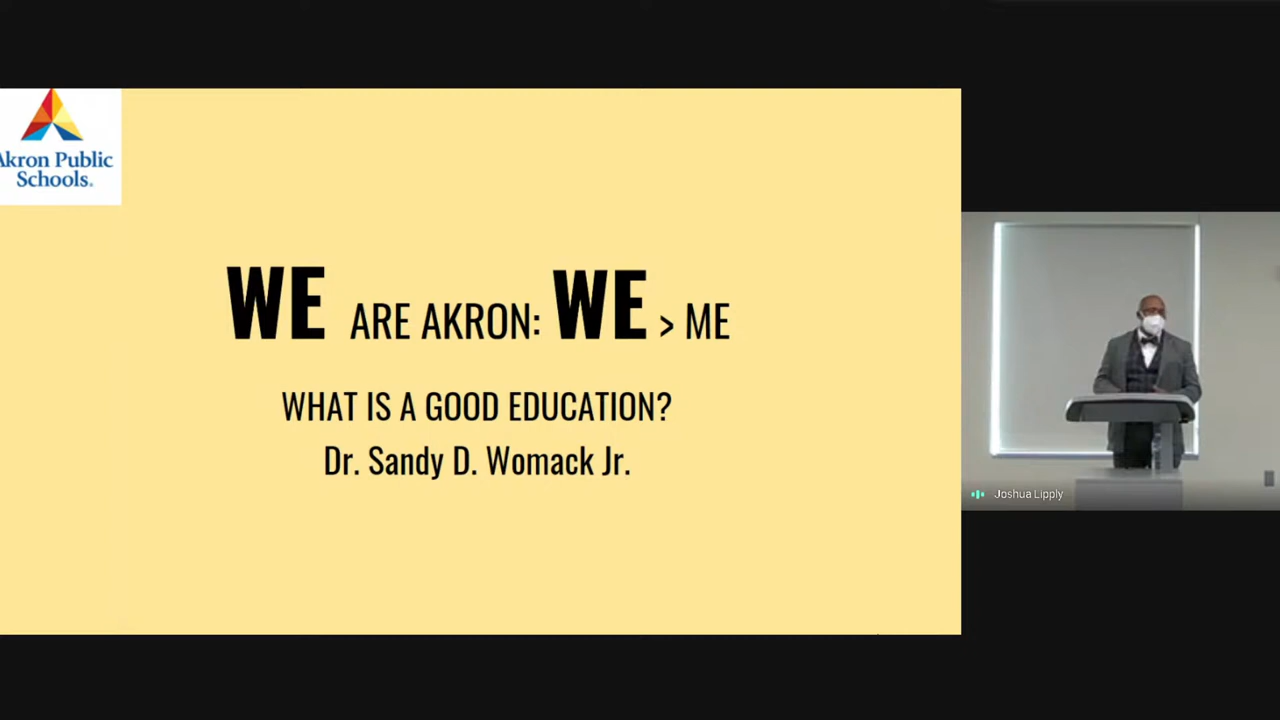 Akron Public
Schools.
WE ARE AKRON: WE > ME
WHAT IS A GOOD EDUCATION?
Dr. Sandy D. Womack Jr.
Joshua Lipply